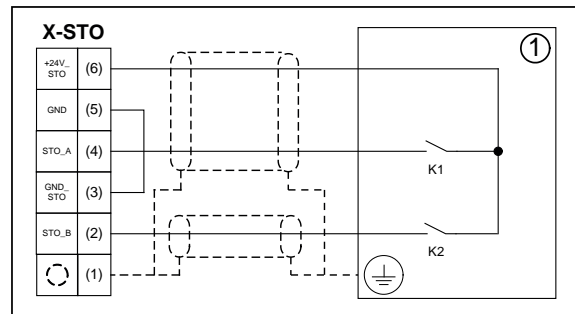 X-STO
1
+24V_
STO
(6)
GND
(5)
STO_A
(4)
K1
GND_
STO
(3)
STO_B
(2)
K2
(1)